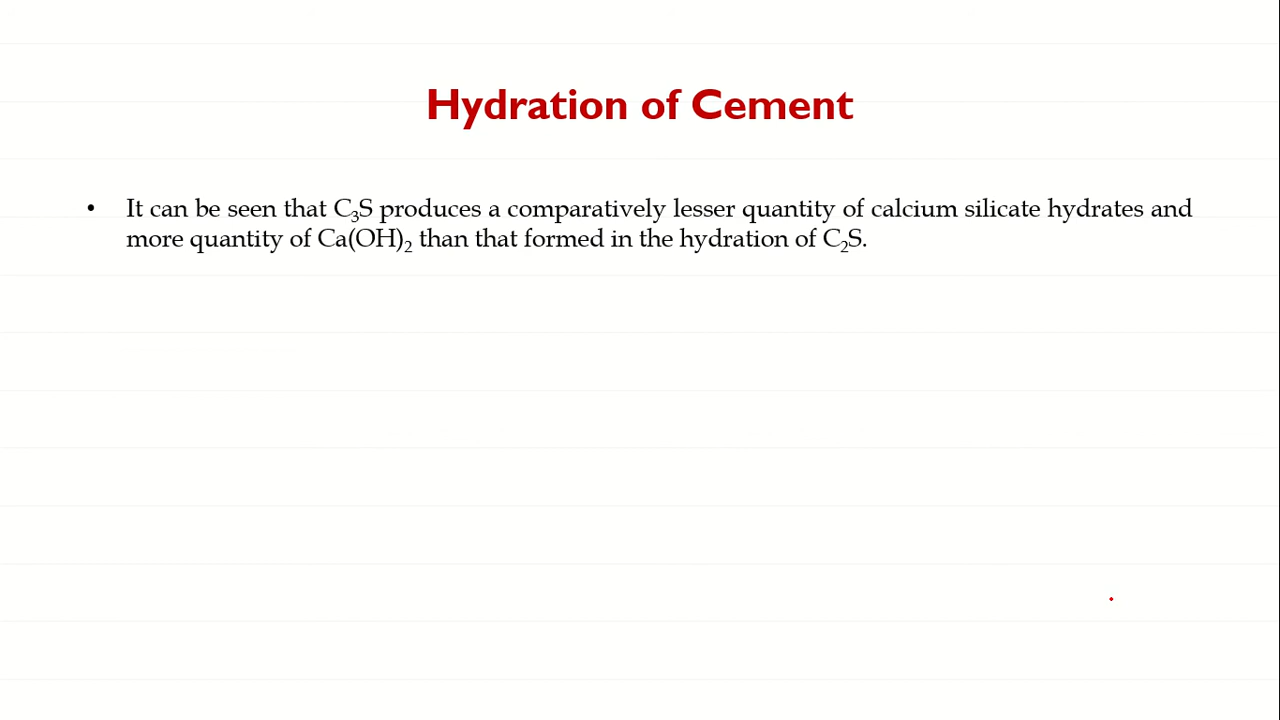 Hydration of Cement
• It can be seen that C₃S produces a comparatively lesser quantity of calcium silicate hydrates and
more quantity of Ca(OH)₂ than that formed in the hydration of C₂S.